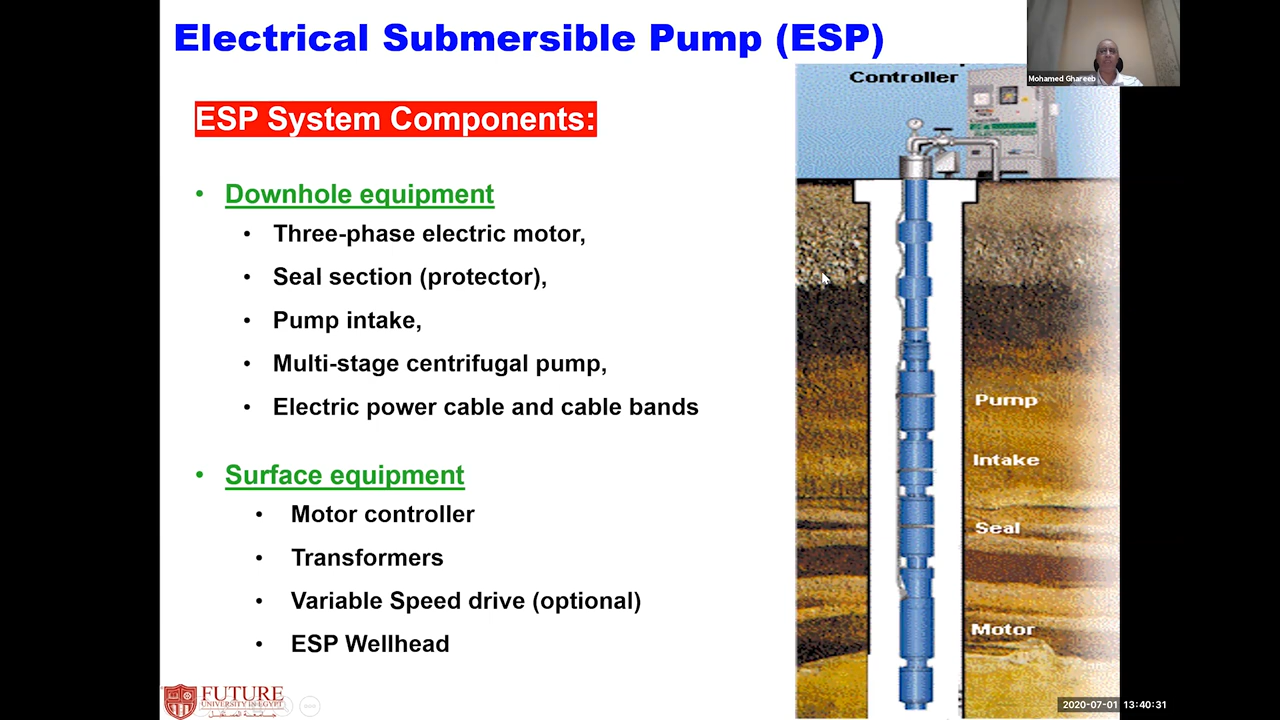 Electrical Submersible Pump (ESP)
Mohamed Ghareeb
Controller
ESP System Components:
• Downhole equipment
• Three-phase electric motor,
• Seal section (protector),
• Pump intake,
• Multi-stage centrifugal pump,
• Electric power cable and cable bands
• Surface equipment
• Motor controller
• Transformers
• Variable Speed drive (optional)
• ESP Wellhead
Pump
Intake
Seal
Motor
FUTURE
UNIVERSITY IN EGYPT
2020-07-01 13:40:31